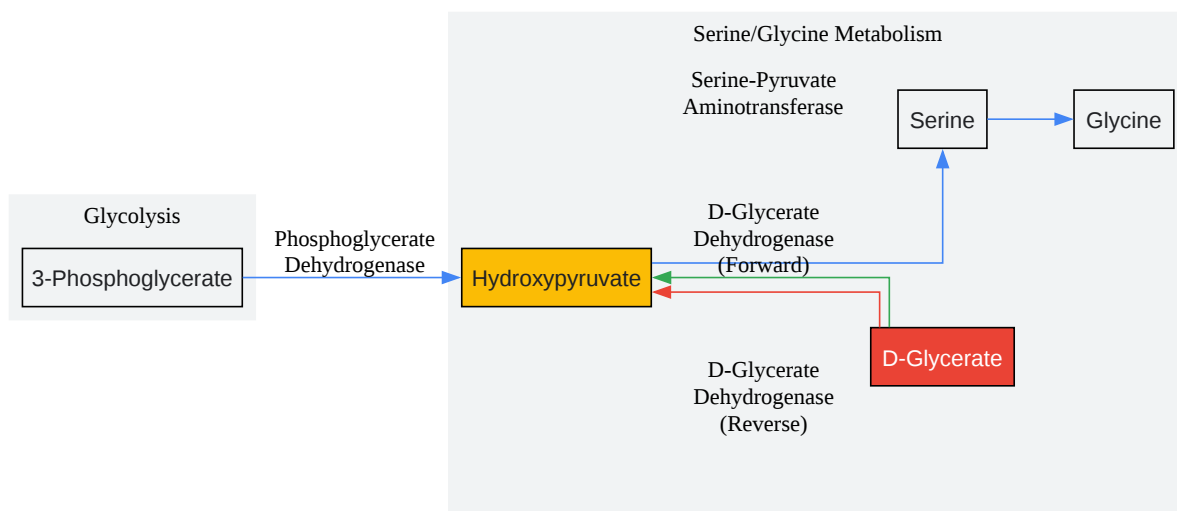 Serine/Glycine Metabolism
Serine-Pyruvate
Aminotransferase
Serine
Glycine
Glycolysis
3-Phosphoglycerate
Phosphoglycerate
Dehydrogenase
Hydroxypyruvate
D-Glycerate
Dehydrogenase
(Forward)
D-Glycerate
D-Glycerate
Dehydrogenase
(Reverse)